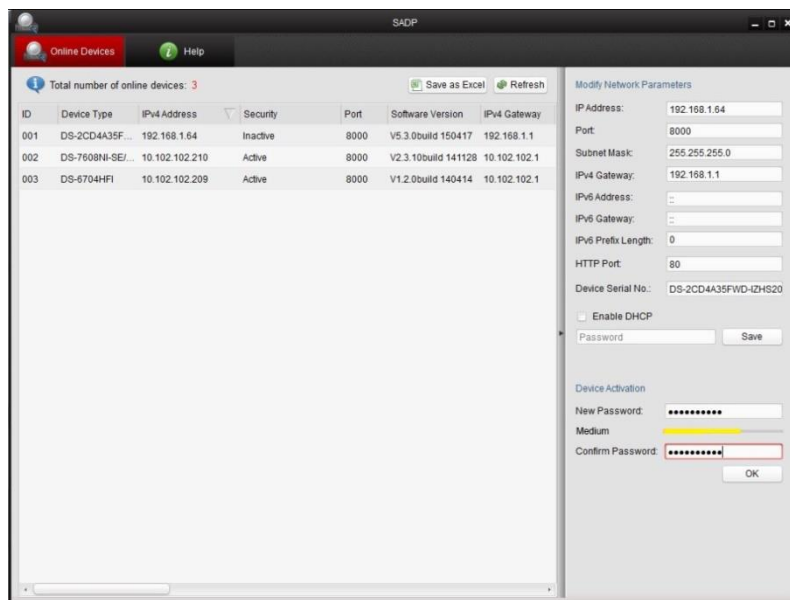 SADP
Online Devices Help
Total number of online devices: 3 Save as Excel Refresh
ID Device Type IPv4 Address Security Port Software Version IPv4 Gateway
001 DS-2CD4A35F... 192.168.1.64 Inactive 8000 V5.3.0build 150417 192.168.1.1
002 DS-7608NI-SE/... 10.102.102.210 Active 8000 V2.3.10build 141128 10.102.102.1
003 DS-6704HFI 10.102.102.209 Active 8000 V1.2.0build 140414 10.102.102.1
Modify Network Parameters
IP Address: 192.168.1.64
Port: 8000
Subnet Mask: 255.255.255.0
IPv4 Gateway: 192.168.1.1
IPv6 Address: ::
IPv6 Gateway: ::
IPv6 Prefix Length: 0
HTTP Port: 80
Device Serial No.: DS-2CD4A35FWD-IZHS20
Enable DHCP
Password Save
Device Activation
New Password: ●●●●●●●●●●
Medium
Confirm Password: ●●●●●●●●●●
OK